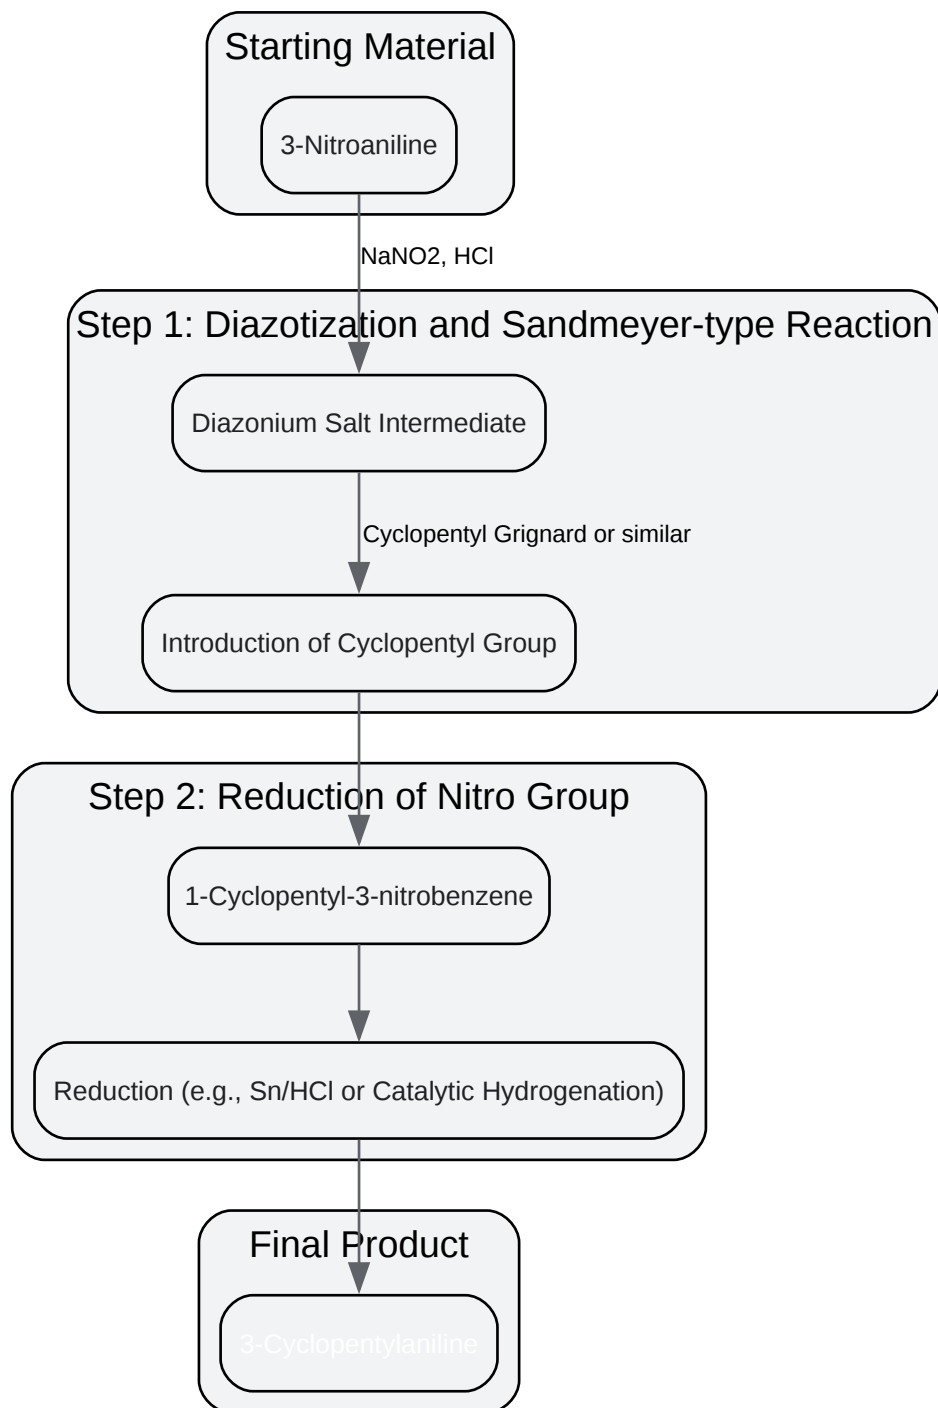 Starting Material
3-Nitroaniline
NaNO2, HCl
Step 1: Diazotization and Sandmeyer-type Reaction
Diazonium Salt Intermediate
Cyclopentyl Grignard or similar
Introduction of Cyclopentyl Group
Step 2: Reduction of Nitro Group
1-Cyclopentyl-3-nitrobenzene
Reduction (e.g., Sn/HCl or Catalytic Hydrogenation)
Final Product
3-Cyclopentylaniline